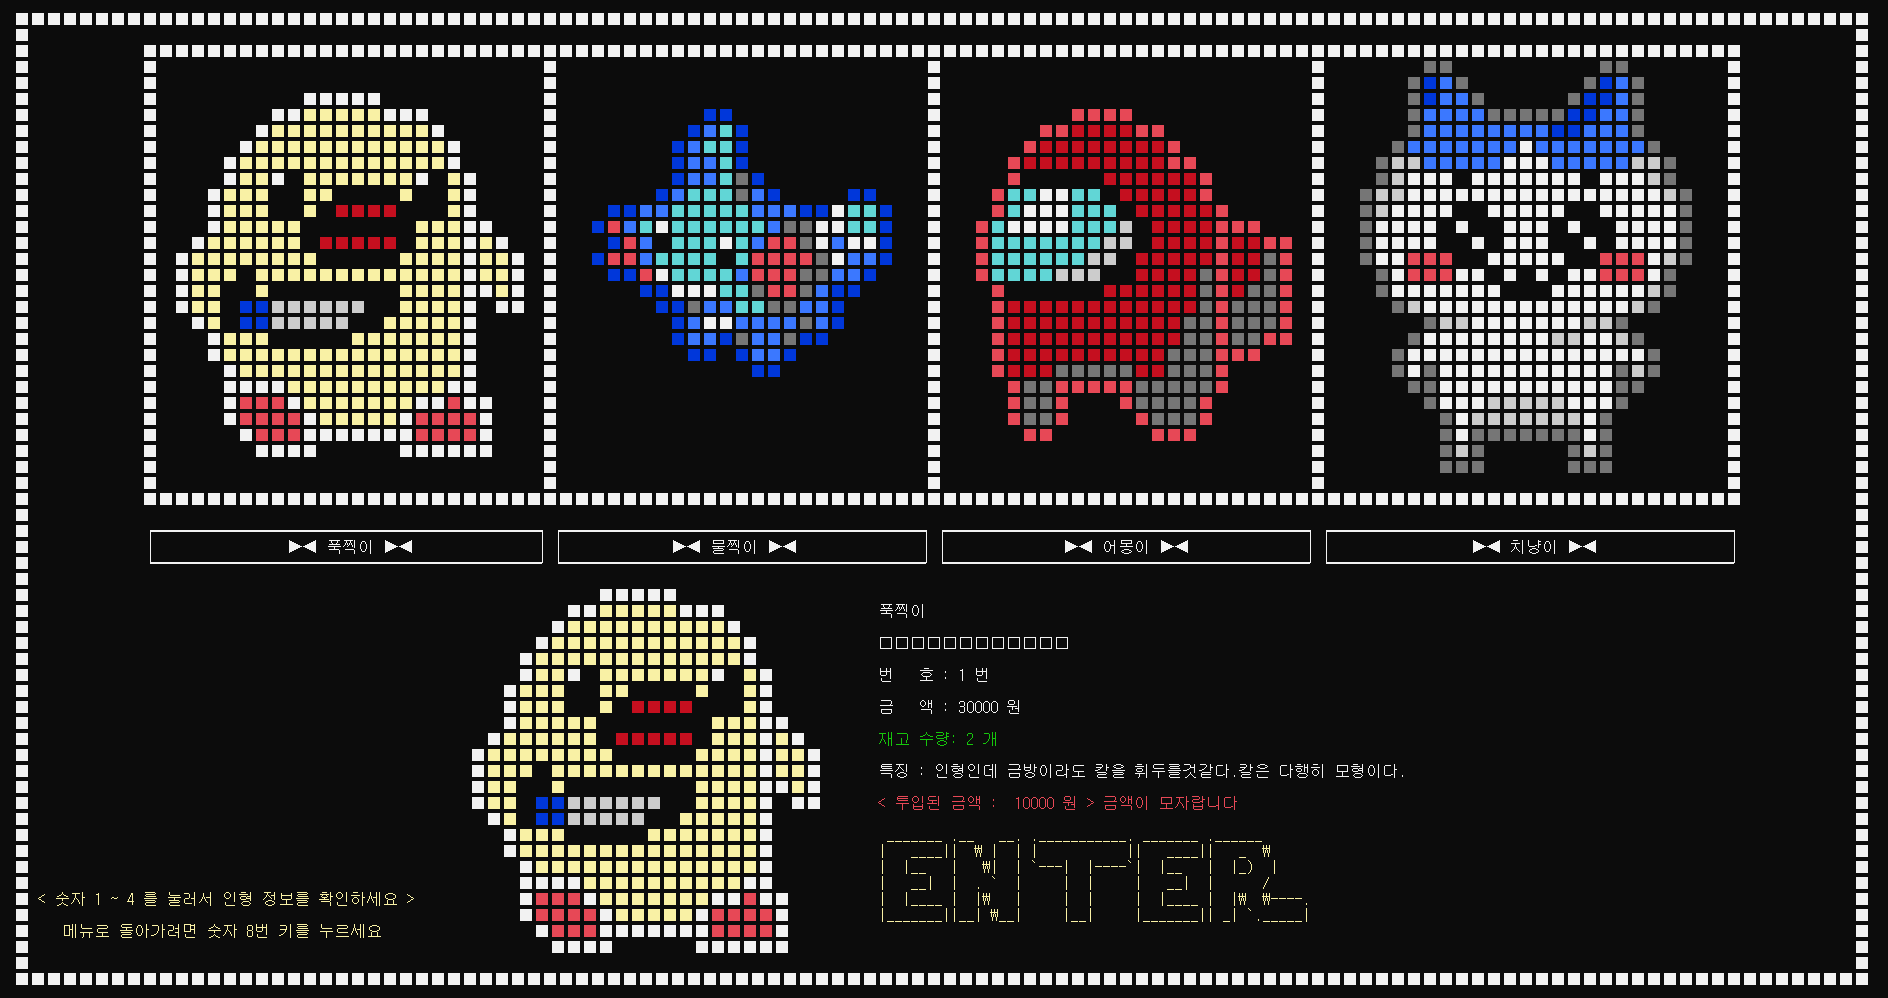 ▶◀ 푹찍이 ▶◀
▶◀ 물찍이 ▶◀
▶◀ 어몽이 ▶◀
▶◀ 치냥이 ▶◀
푹찍이
□□□□□□□□□□□□
번 호 : 1 번
금 액 : 30000 원
재고 수량: 2 개
특징 : 인형인데 금방이라도 칼을 휘두를것같다.칼은 다행히 모형이다.
< 투입된 금액 : 10000 원 > 금액이 모자랍니다
ENTER
< 숫자 1 ~ 4 를 눌러서 인형 정보를 확인하세요 >
메뉴로 돌아가려면 숫자 8번 키를 누르세요